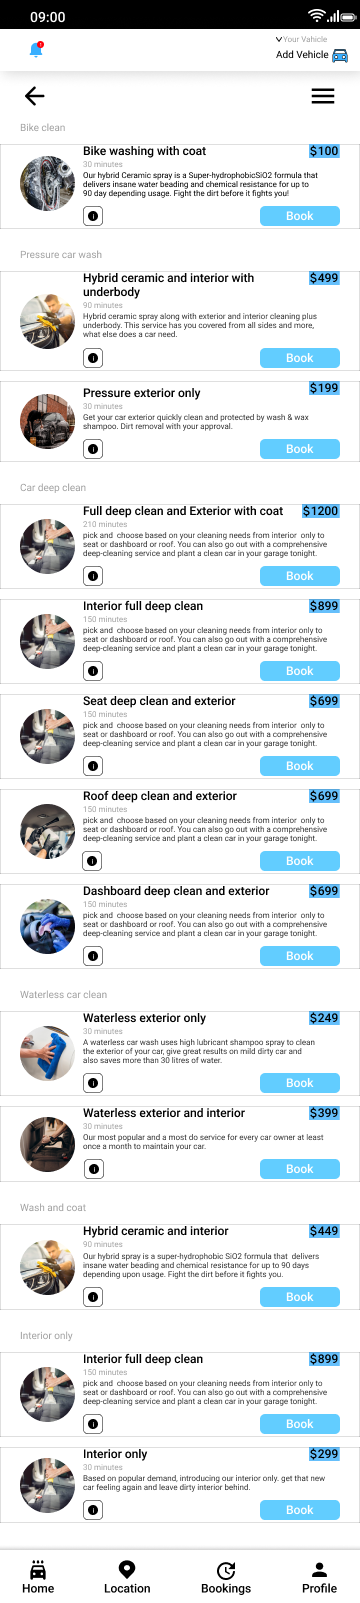 09:00
Your Vehicle
Add Vehicle
Bike clean
Bike washing with coat
$100
30 minutes
Our hybrid Ceramic spray is a Super-hydrophobicSiO2 formula that
delivers insane water beading and chemical resistance for up to
90 day depending usage. Fight the dirt before it fights you!
Book
Pressure car wash
Hybrid ceramic and interior with
underbody
$499
90 minutes
Hybrid ceramic spray along with exterior and interior cleaning plus
underbody. This service has you covered from all sides and more,
what else does a car need.
Book
Pressure exterior only
$199
30 minutes
Get your car exterior quickly clean and protected by wash & wax
shampoo. Dirt removal with your approval.
Book
Car deep clean
Full deep clean and Exterior with coat
$1200
210 minutes
pick and choose based on your cleaning needs from interior only to
seat or dashboard or roof. You can also go out with a comprehensive
deep-cleaning service and plant a clean car in your garage tonight.
Book
Interior full deep clean
$899
150 minutes
pick and choose based on your cleaning needs from interior only to
seat or dashboard or roof. You can also go out with a comprehensive
deep-cleaning service and plant a clean car in your garage tonight.
Book
Seat deep clean and exterior
$699
150 minutes
pick and choose based on your cleaning needs from interior only to
seat or dashboard or roof. You can also go out with a comprehensive
deep-cleaning service and plant a clean car in your garage tonight.
Book
Roof deep clean and exterior
$699
150 minutes
pick and choose based on your cleaning needs from interior only to
seat or dashboard or roof. You can also go out with a comprehensive
deep-cleaning service and plant a clean car in your garage tonight.
Book
Dashboard deep clean and exterior
$699
150 minutes
pick and choose based on your cleaning needs from interior only to
seat or dashboard or roof. You can also go out with a comprehensive
deep-cleaning service and plant a clean car in your garage tonight.
Book
Waterless car clean
Waterless exterior only
$249
30 minutes
A waterless car wash uses high lubricant shampoo spray to clean
the exterior of your car, give great results on mild dirty car and
also saves more than 30 litres of water.
Book
Waterless exterior and interior
$399
30 minutes
Our most popular and a most do service for every car owner at least
once a month to maintain your car.
Book
Wash and coat
Hybrid ceramic and interior
$449
90 minutes
Our hybrid spray is a super-hydrophobic SiO2 formula that delivers
insane water beading and chemical resistance for up to 90 days
depending upon usage. Fight the dirt before it fights you.
Book
Interior only
Interior full deep clean
$899
150 minutes
pick and choose based on your cleaning needs from interior only to
seat or dashboard or roof. You can also go out with a comprehensive
deep-cleaning service and plant a clean car in your garage tonight.
Book
Interior only
$299
30 minutes
Based on popular demand, introducing our interior only. get that new
car feeling again and leave dirty interior behind.
Book
Home
Location
Bookings
Profile